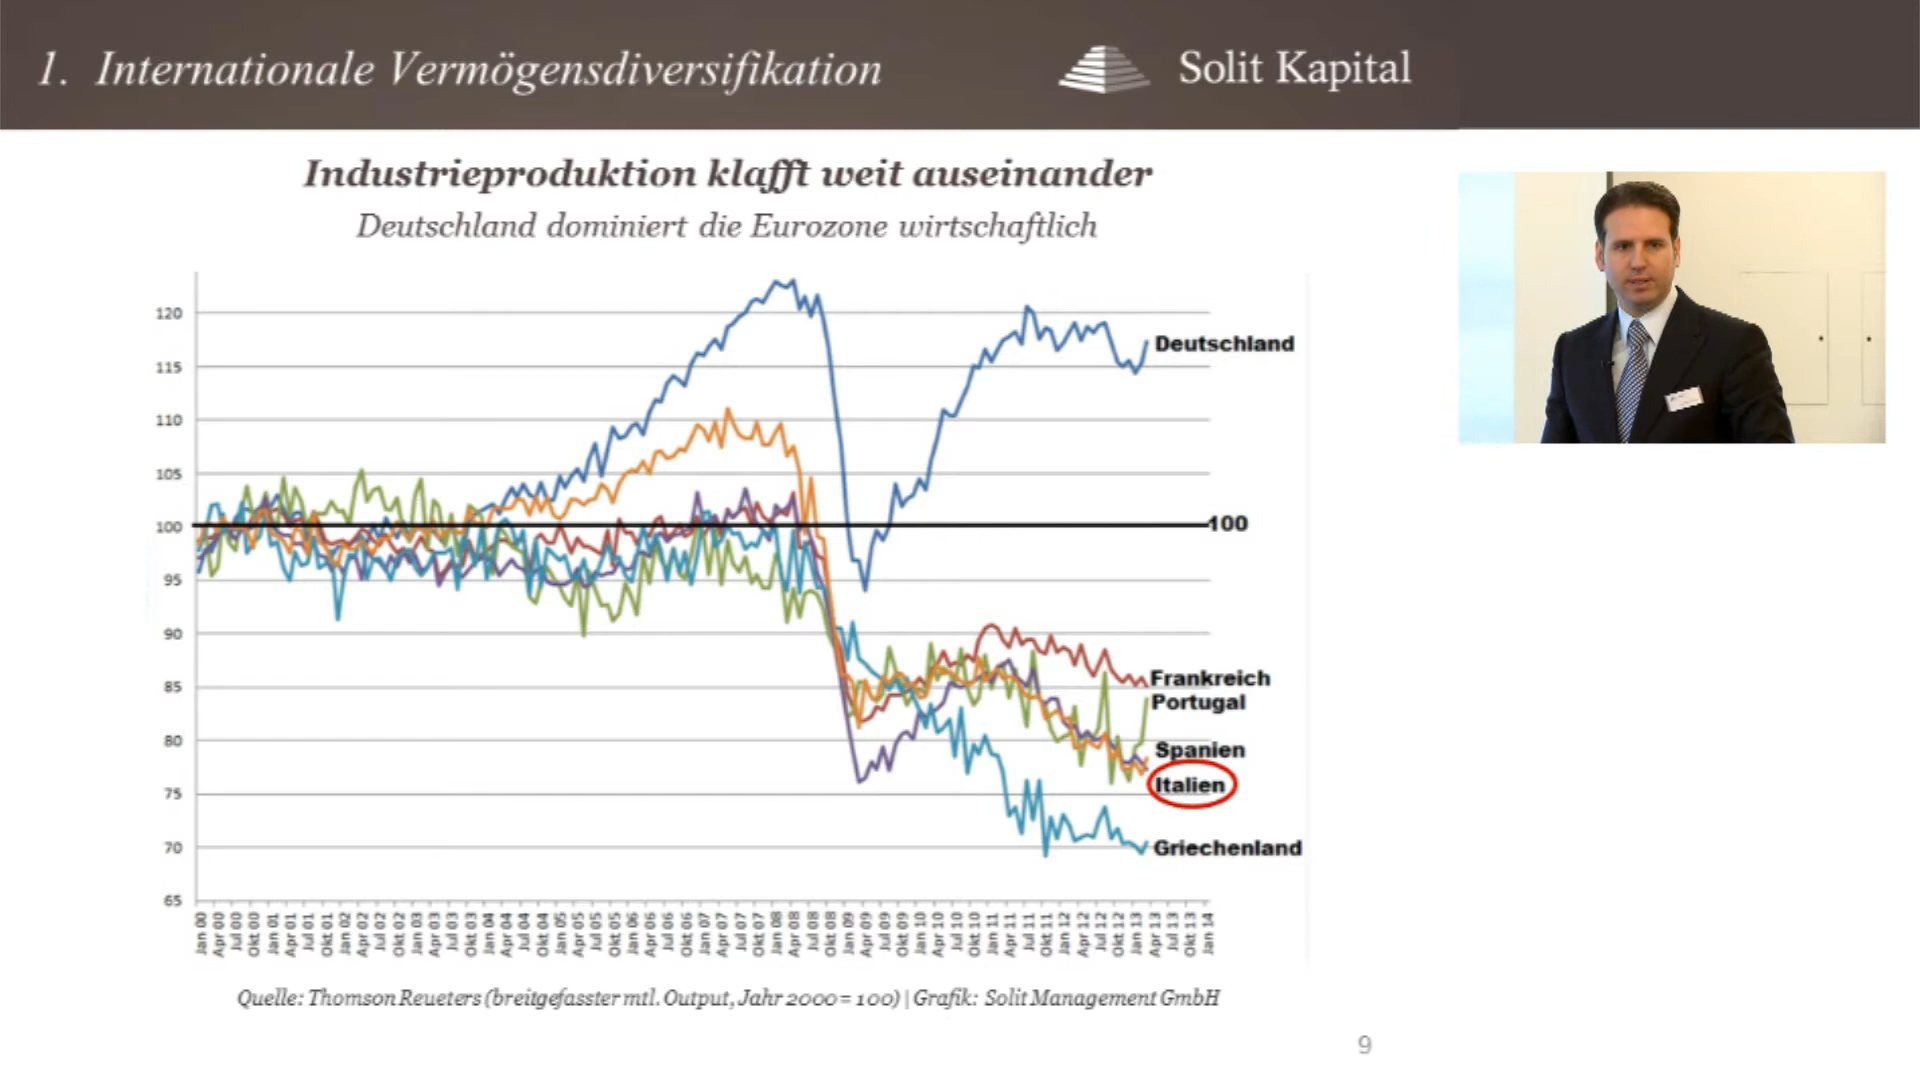 1. Internationale Vermögensdiversifikation
Solit Kapital
Industrieproduktion klafft weit auseinander
Deutschland dominiert die Eurozone wirtschaftlich
120
115
110
105
100
95
90
85
80
75
70
65
Deutschland
100
Frankreich
Portugal
Spanien
Italien
Griechenland
Jan 00
Apr 00
Jul 00
Okt 00
Jan 01
Apr 01
Jul 01
Okt 01
Jan 02
Apr 02
Jul 02
Okt 02
Jan 03
Apr 03
Jul 03
Okt 03
Jan 04
Apr 04
Jul 04
Okt 04
Jan 05
Apr 05
Jul 05
Okt 05
Jan 06
Apr 06
Jul 06
Okt 06
Jan 07
Apr 07
Jul 07
Okt 07
Jan 08
Apr 08
Jul 08
Okt 08
Jan 09
Apr 09
Jul 09
Okt 09
Jan 10
Apr 10
Jul 10
Okt 10
Jan 11
Apr 11
Jul 11
Okt 11
Jan 12
Apr 12
Jul 12
Okt 12
Jan 13
Apr 13
Jul 13
Okt 13
Jan 14
Quelle: Thomson Reueters (breitgefasster mtl. Output, Jahr 2000 = 100) | Grafik: Solit Management GmbH
9